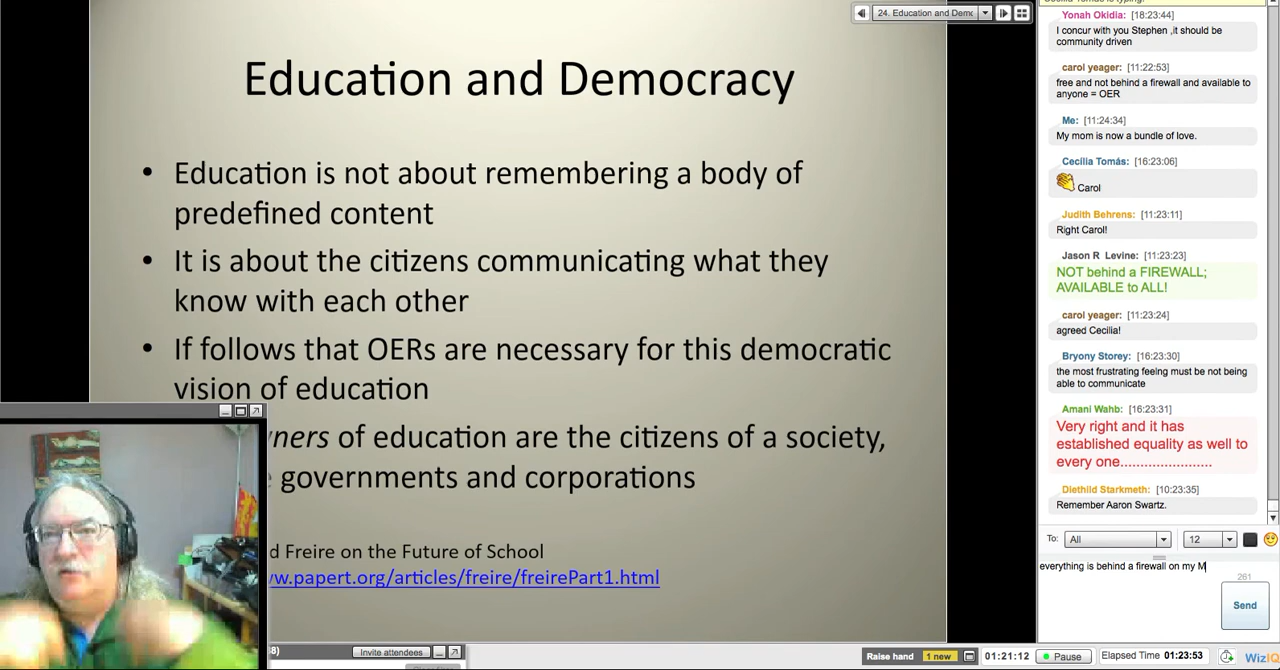 24. Education and Demo
Education and Democracy
• Education is not about remembering a body of
predefined content
• It is about the citizens communicating what they
know with each other
• If follows that OERs are necessary for this democratic
vision of education
ners of education are the citizens of a society,
governments and corporations
d Freire on the Future of School
ww.papert.org/articles/freire/freirePart1.html
Invite attendees
Yonah Okidia: [18:23:44]
I concur with you Stephen ,it should be
community driven
carol yeager: [11:22:53]
free and not behind a firewall and available to
anyone = OER
Me: [11:24:34]
My mom is now a bundle of love.
Cecília Tomás: [16:23:06]
Carol
Judith Behrens: [11:23:11]
Right Carol!
Jason R Levine: [11:23:23]
NOT behind a FIREWALL;
AVAILABLE to ALL!
carol yeager: [11:23:24]
agreed Cecilia!
Bryony Storey: [16:23:30]
the most frustrating feeing must be not being
able to communicate
Amani Wahb: [16:23:31]
Very right and it has
established equality as well to
every one.......................
Diethild Starkmeth: [10:23:35]
Remember Aaron Swartz.
To: All 12
everything is behind a firewall on my M
261
Send
Raise hand 1 new 01:21:12 Pause Elapsed Time 01:23:53 WizIQ